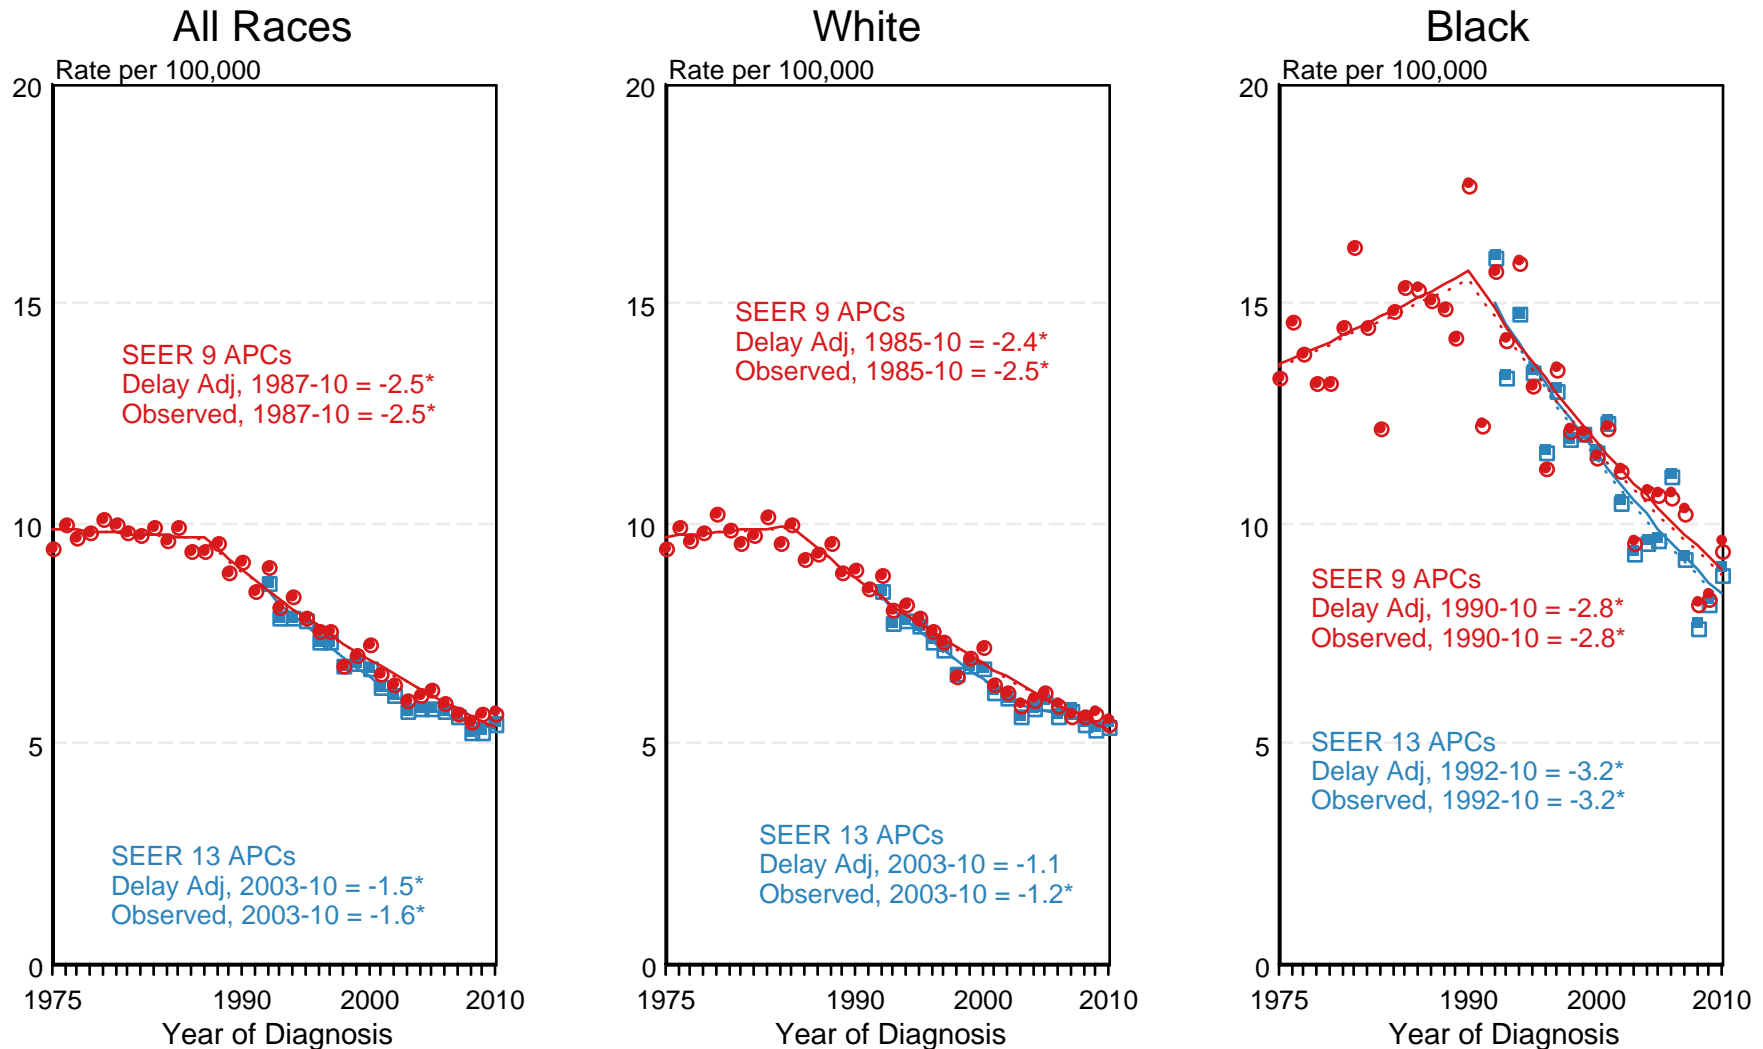 All Races
Rate per 100,000
20
15
10
5
0
SEER 9 APCs
Delay Adj, 1987-10 = -2.5*
Observed, 1987-10 = -2.5*
SEER 13 APCs
Delay Adj, 2003-10 = -1.5*
Observed, 2003-10 = -1.6*
1975 1990 2000 2010
Year of Diagnosis
White
Rate per 100,000
20
15
10
5
0
SEER 9 APCs
Delay Adj, 1985-10 = -2.4*
Observed, 1985-10 = -2.5*
SEER 13 APCs
Delay Adj, 2003-10 = -1.1
Observed, 2003-10 = -1.2*
1975 1990 2000 2010
Year of Diagnosis
Black
Rate per 100,000
20
15
10
5
0
SEER 9 APCs
Delay Adj, 1990-10 = -2.8*
Observed, 1990-10 = -2.8*
SEER 13 APCs
Delay Adj, 1992-10 = -3.2*
Observed, 1992-10 = -3.2*
1975 1990 2000 2010
Year of Diagnosis